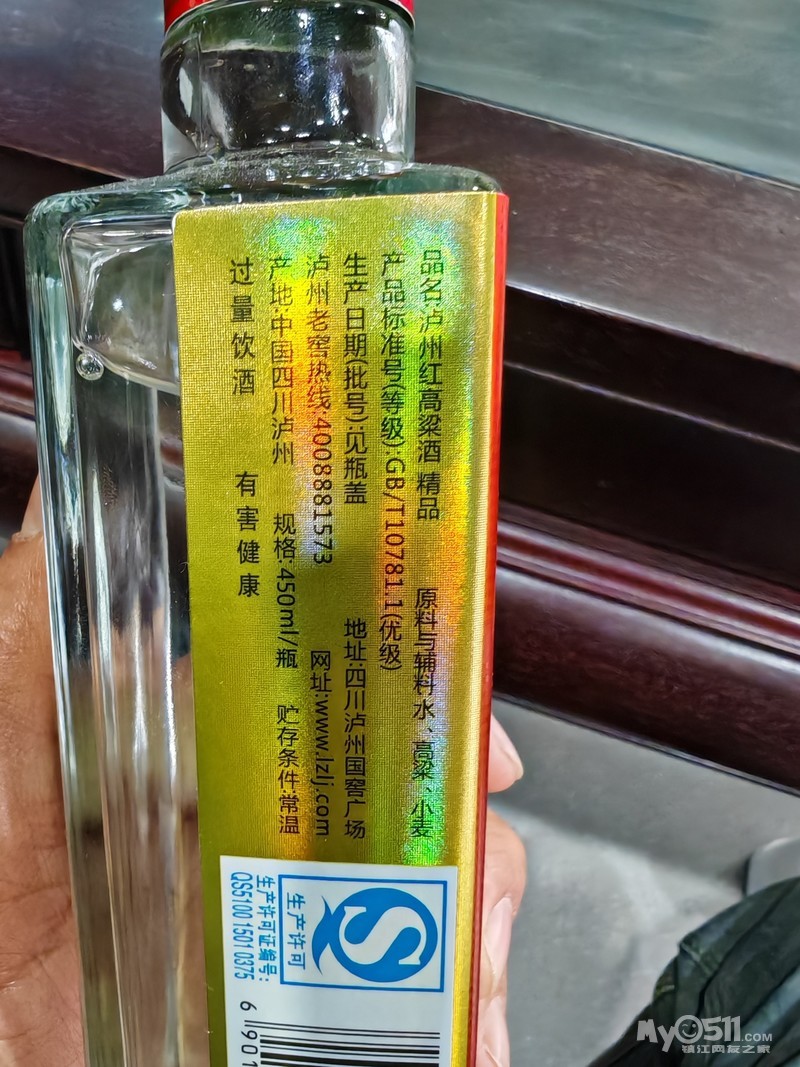 品名:泸州红高粱酒 精品 原料与辅料:水、高粱、小麦
产品标准号(等级):GB/T10781.1(优级)
生产日期(批号):见瓶盖 地址:四川泸州国窖广场
泸州老窖热线:4008881573 网址:www.lzlj.com
产地:中国四川泸州 规格:450ml/瓶 贮存条件:常温
过量饮酒 有害健康
生产许可
生产许可证编号:
QS5100 1501 0375
6 901
My0511.COM
镇江网友之家